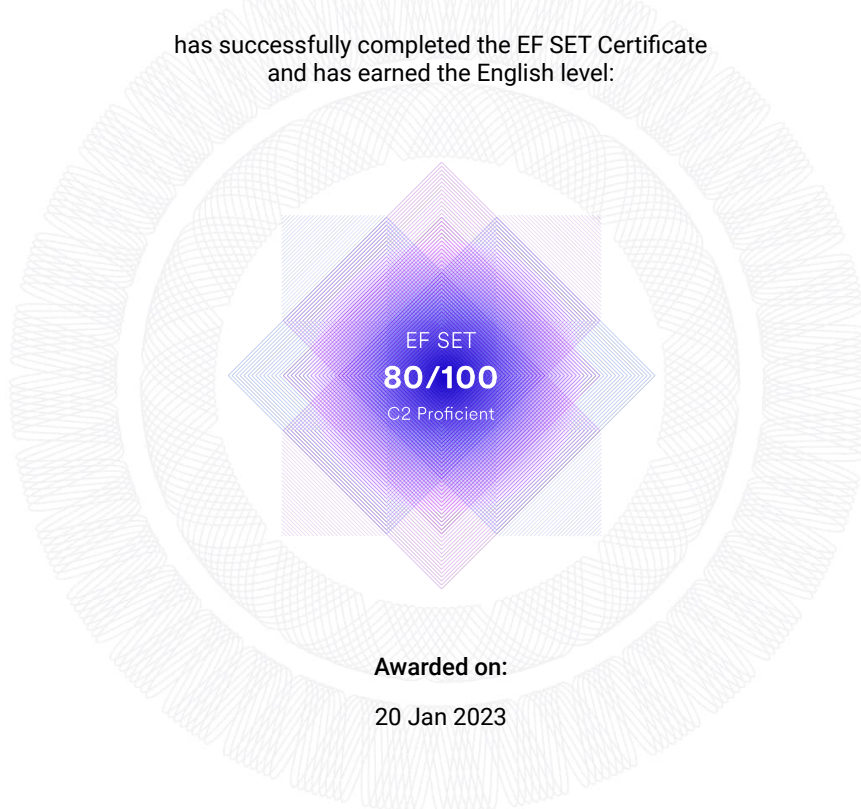 has successfully completed the EF SET Certificate
and has earned the English level:
EF SET
80/100
C2 Proficient
Awarded on:
20 Jan 2023